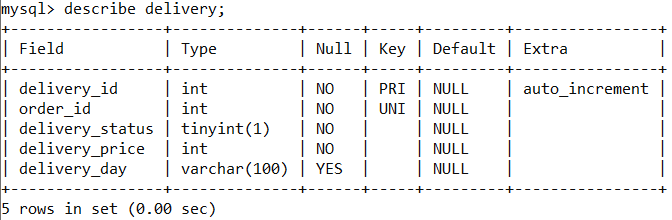 mysql> describe delivery;
+-----------------+--------------+------+-----+---------+----------------+
| Field           | Type         | Null | Key | Default | Extra          |
+-----------------+--------------+------+-----+---------+----------------+
| delivery_id     | int          | NO   | PRI | NULL    | auto_increment |
| order_id        | int          | NO   | UNI | NULL    |                |
| delivery_status | tinyint(1)   | NO   |     | NULL    |                |
| delivery_price  | int          | NO   |     | NULL    |                |
| delivery_day    | varchar(100) | YES  |     | NULL    |                |
+-----------------+--------------+------+-----+---------+----------------+
5 rows in set (0.00 sec)